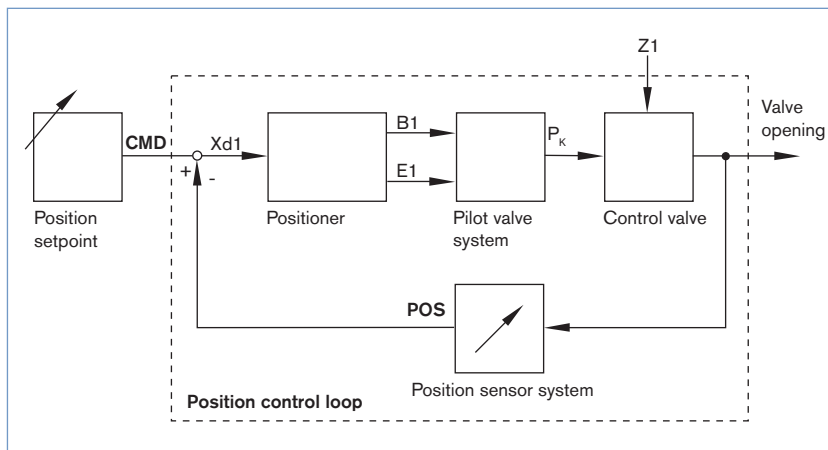 Z1
Valve
opening
CMD
Xd1
B1
E1
P_K
+
-
Position
setpoint
Positioner
Pilot valve
system
Control valve
POS
Position sensor system
Position control loop